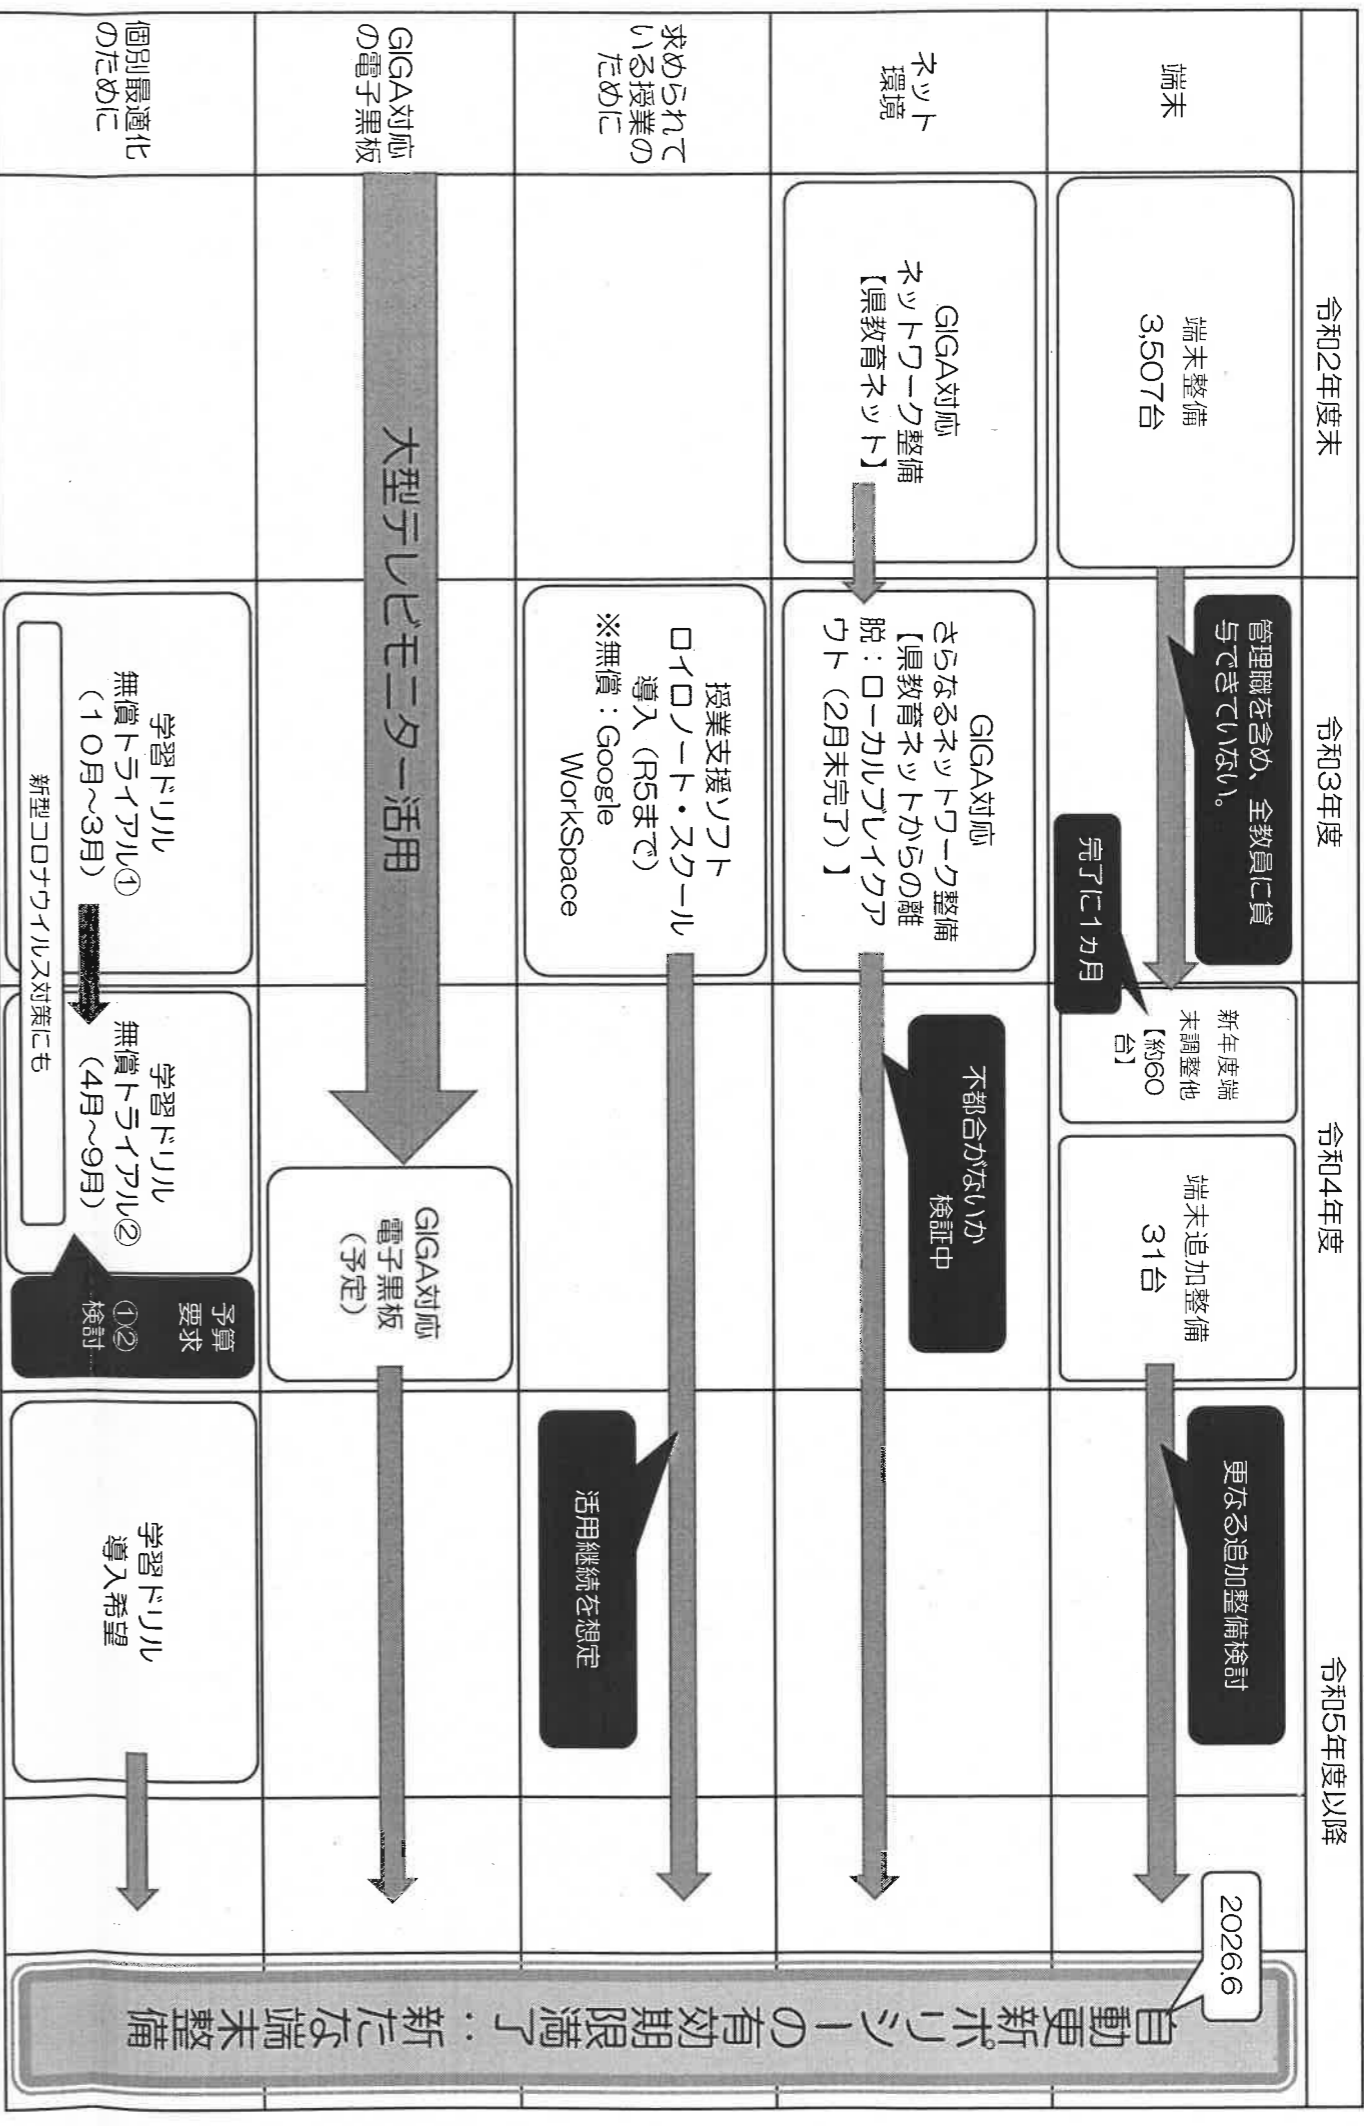 令和2年度末
令和3年度
令和4年度
令和5年度以降
端末
端末整備
3,507台
管理職を含め、全教員に貸
与できていない。
完了に1ヵ月
新年度端
末調整他
【約60
台】
端末追加整備
31台
更なる追加整備検討
2026.6
ネット
環境
GIGA対応
ネットワーク整備
【県教育ネット】
GIGA対応
さらなるネットワーク整備
【県教育ネットからの離
脱：ローカルブレイクア
ウト（2月末完了）】
不都合がないか
検証中
求められて
いる授業の
ために
授業支援ソフト
ロイロノート・スクール
導入（R5まで）
※無償：Google
WorkSpace
活用継続を想定
GIGA対応
の電子黒板
大型テレビモニター活用
GIGA対応
電子黒板
（予定）
個別最適化
のために
学習ドリル
無償トライアル①
（10月～3月）
学習ドリル
無償トライアル②
（4月～9月）
新型コロナウイルス対策にも
予算
要求
①②
検討
学習ドリル
導入希望
自動更新ポリシーの有効期限満了：新たな端末整備